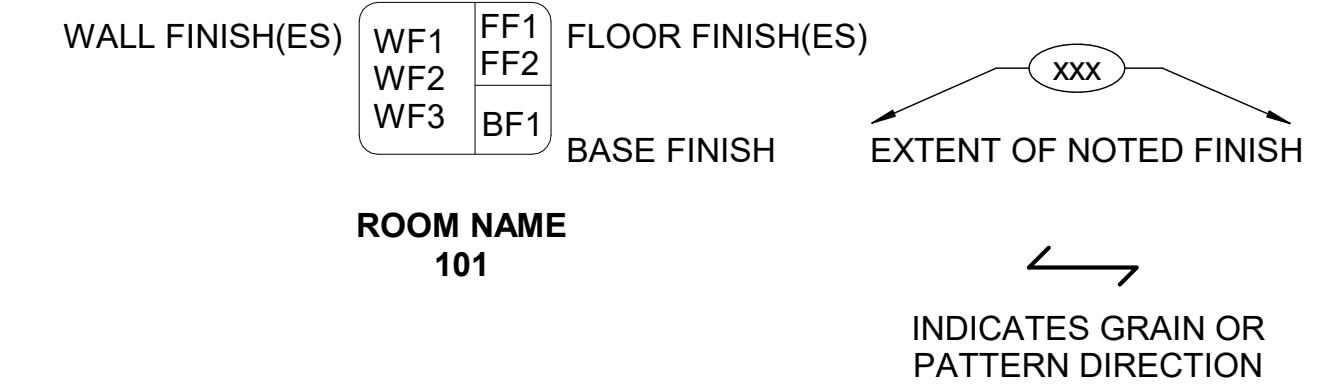 WALL FINISH(ES)
WF1
WF2
WF3
FF1
FF2
BF1
FLOOR FINISH(ES)
BASE FINISH
ROOM NAME
101
xxx
EXTENT OF NOTED FINISH
INDICATES GRAIN OR
PATTERN DIRECTION